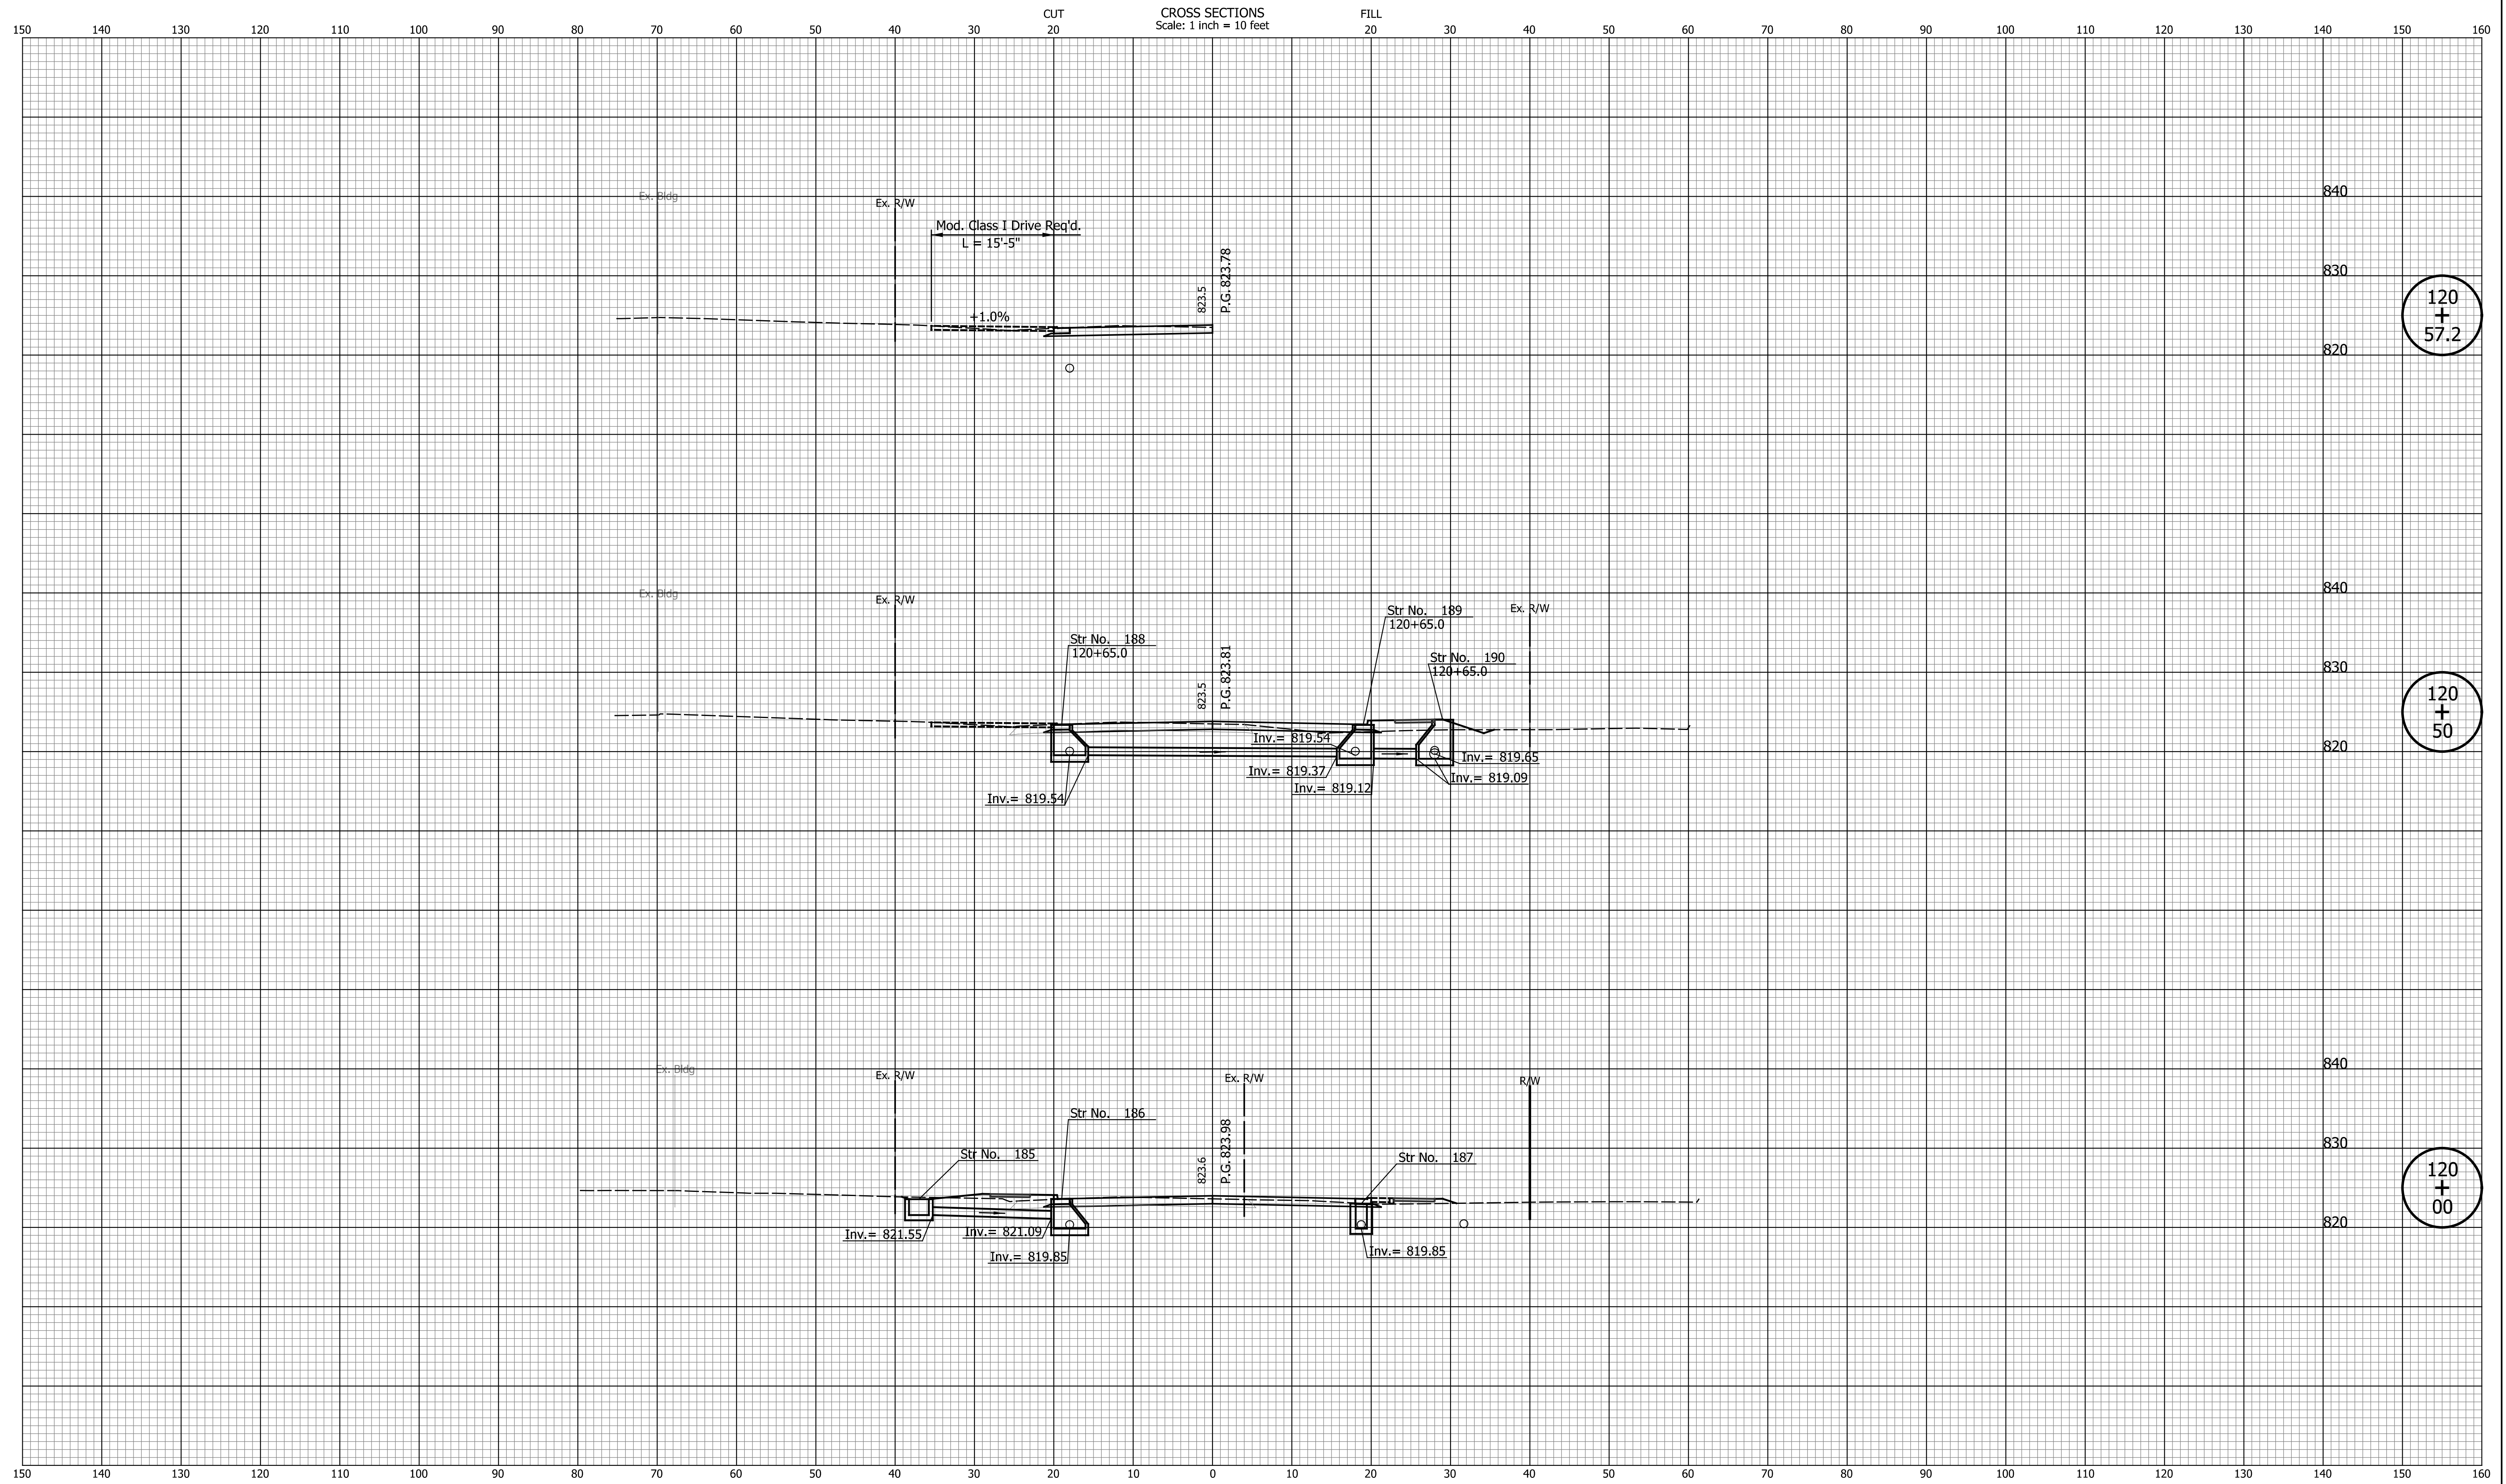 CUT CROSS SECTIONS FILL
Scale: 1 inch = 10 feet
150 140 130 120 110 100 90 80 70 60 50 40 30 20 10 0 10 20 30 40 50 60 70 80 90 100 110 120 130 140 150 160
Ex. Bldg
840
Ex. R/W
Mod. Class I Drive Req'd.
L = 15'-5"
823.5
P.G. 823.78
830
+1.0%
120
+
57.2
820
Ex. Bldg
840
Ex. R/W
Str No. 189
120+65.0
Ex. R/W
Str No. 188
120+65.0
Str No. 190
120+65.0
823.5
P.G. 823.81
830
120
+
50
Inv.= 819.54
820
Inv.= 819.65
Inv.= 819.37
Inv.= 819.09
Inv.= 819.12
Inv.= 819.54
Ex. Bldg
840
Ex. R/W
Ex. R/W
R/W
Str No. 186
823.6
P.G. 823.98
830
Str No. 185
Str No. 187
120
+
00
820
Inv.= 821.55
Inv.= 821.09
Inv.= 819.85
Inv.= 819.85
150 140 130 120 110 100 90 80 70 60 50 40 30 20 10 0 10 20 30 40 50 60 70 80 90 100 110 120 130 140 150 160